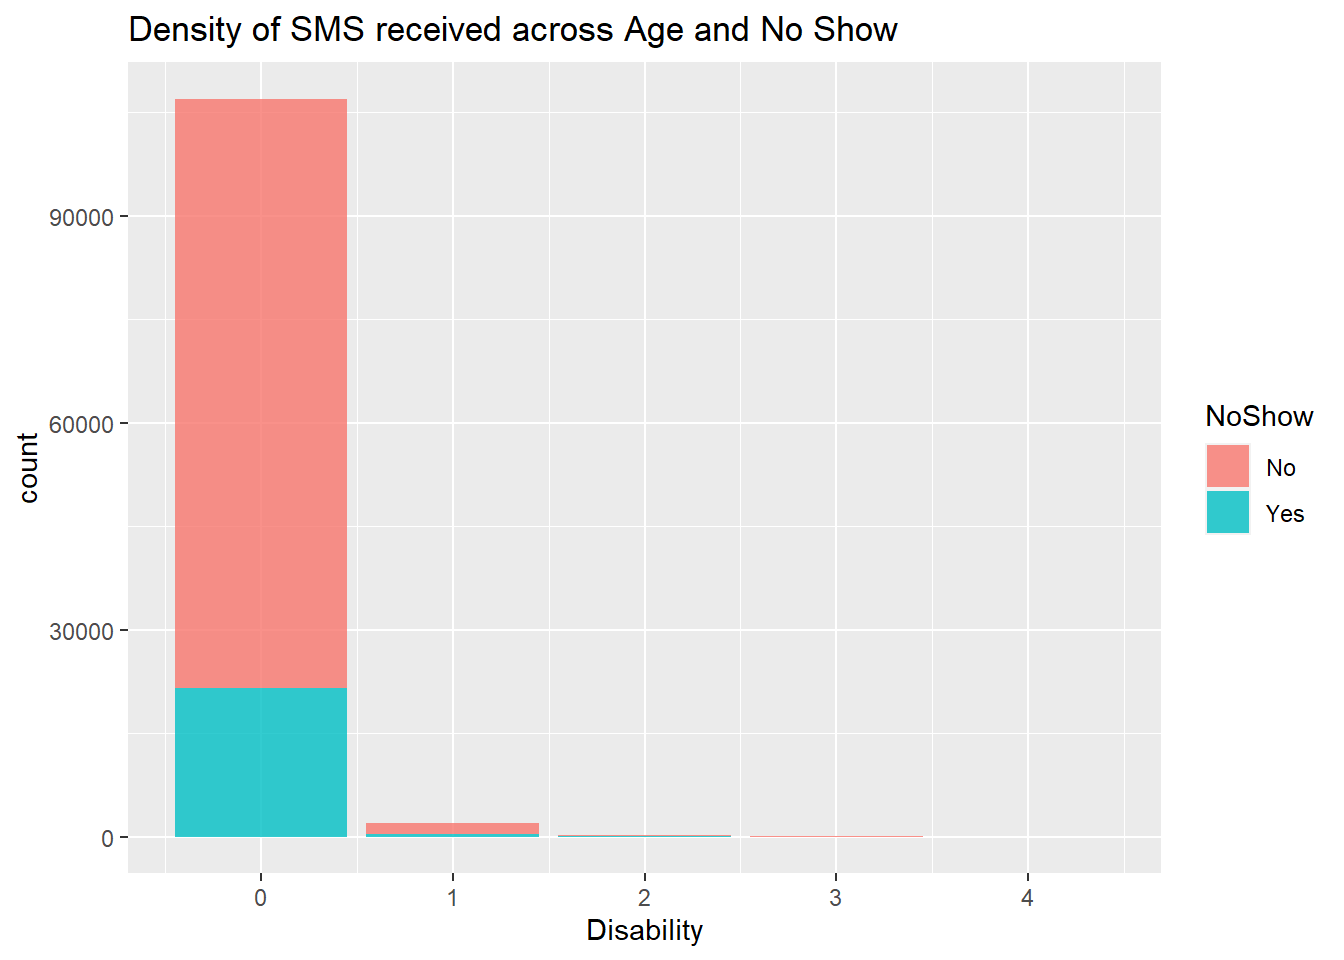 Density of SMS received across Age and No Show
count
90000
60000
30000
0
0 1 2 3 4
Disability
NoShow
No
Yes